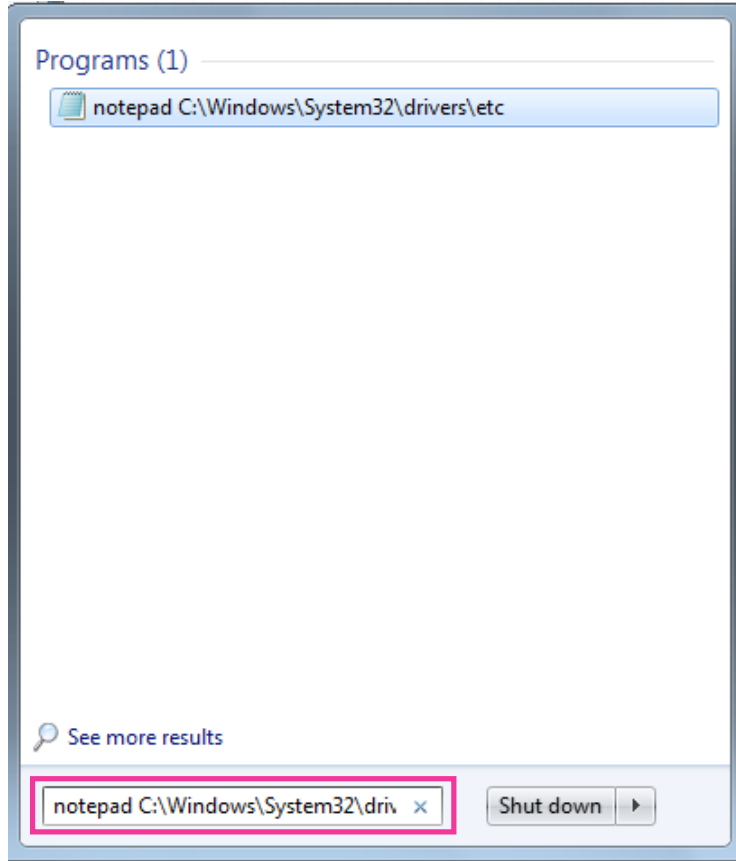 Programs (1)
notepad C:\Windows\System32\drivers\etc
See more results
notepad C:\Windows\System32\driv
Shut down